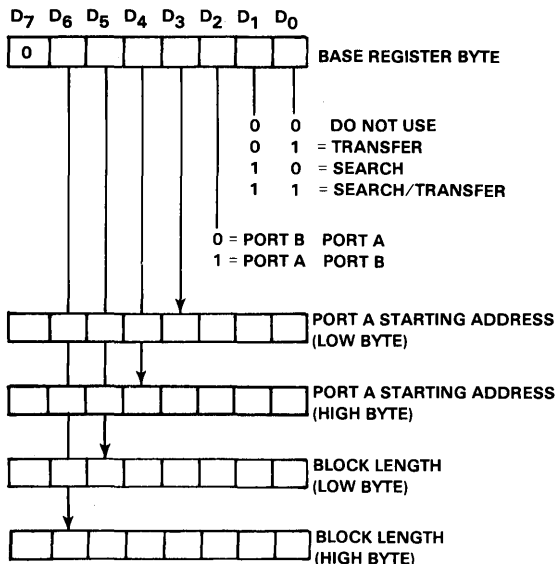 D7 D6 D5 D4 D3 D2 D1 D0
0 BASE REGISTER BYTE
0 0 DO NOT USE
0 1 = TRANSFER
1 0 = SEARCH
1 1 = SEARCH/TRANSFER
0 = PORT B PORT A
1 = PORT A PORT B
PORT A STARTING ADDRESS
(LOW BYTE)
PORT A STARTING ADDRESS
(HIGH BYTE)
BLOCK LENGTH
(LOW BYTE)
BLOCK LENGTH
(HIGH BYTE)